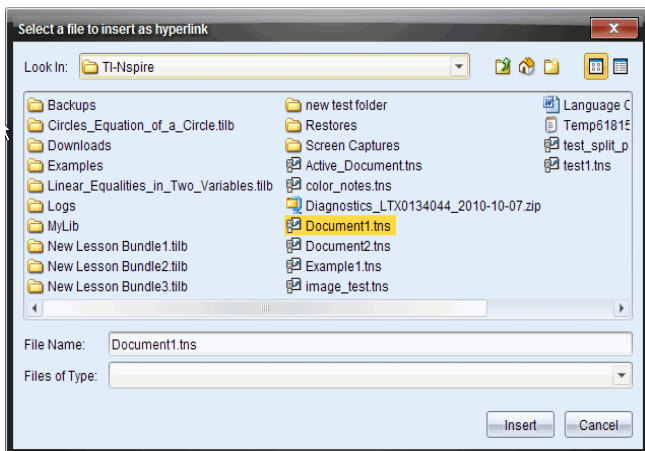 Select a file to insert as hyperlink
Look In: TI-Nspire
Backups
Circles_Equation_of_a_Circle.tilb
Downloads
Examples
Linear_Equalities_in_Two_Variables.tilb
Logs
MyLib
New Lesson Bundle1.tilb
New Lesson Bundle2.tilb
New Lesson Bundle3.tilb
new test folder
Restores
Screen Captures
Active_Document.tns
color_notes.tns
Diagnostics_LTX0134044_2010-10-07.zip
Document1.tns
Document2.tns
Example1.tns
image_test.tns
Language C
Temp6181E
test_split_p
test1.tns
File Name: Document1.tns
Files of Type:
Insert Cancel